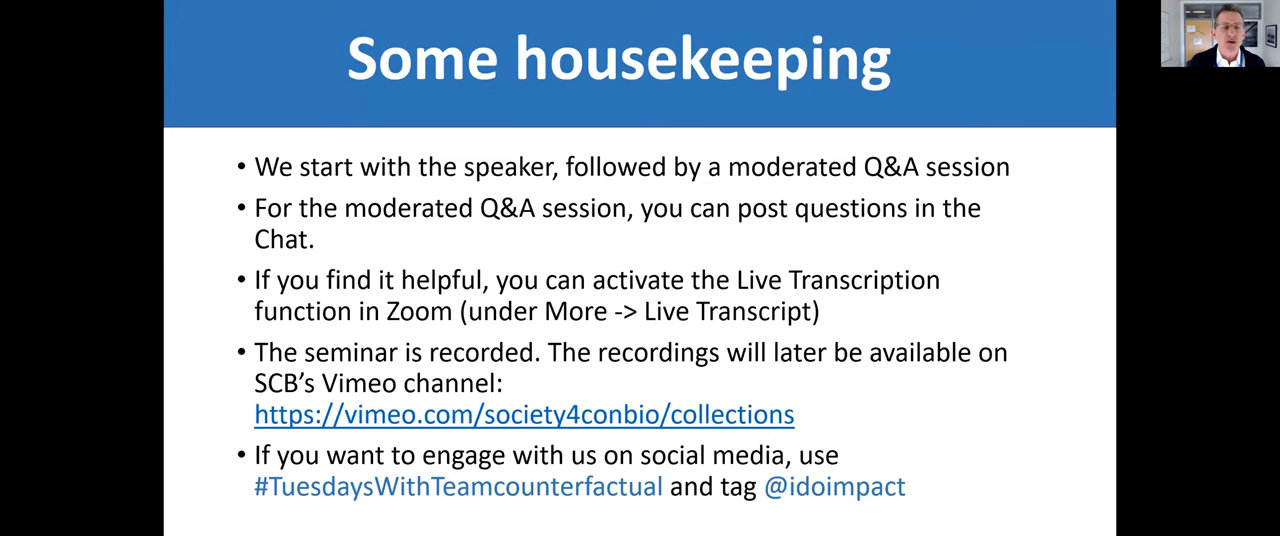 Some housekeeping
• We start with the speaker, followed by a moderated Q&A session
• For the moderated Q&A session, you can post questions in the
Chat.
• If you find it helpful, you can activate the Live Transcription
function in Zoom (under More -> Live Transcript)
• The seminar is recorded. The recordings will later be available on
SCB’s Vimeo channel:
https://vimeo.com/society4conbio/collections
• If you want to engage with us on social media, use
#TuesdaysWithTeamcounterfactual and tag @idoimpact